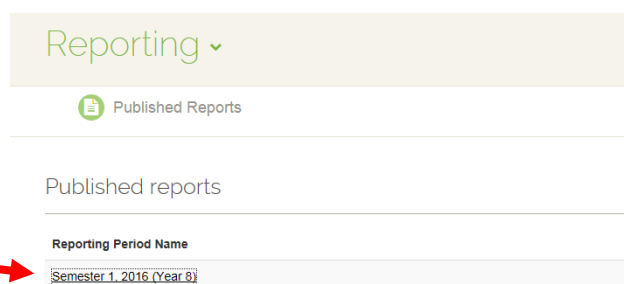 Reporting
Published Reports
Published reports
Reporting Period Name
Semester 1, 2016 (Year 8)